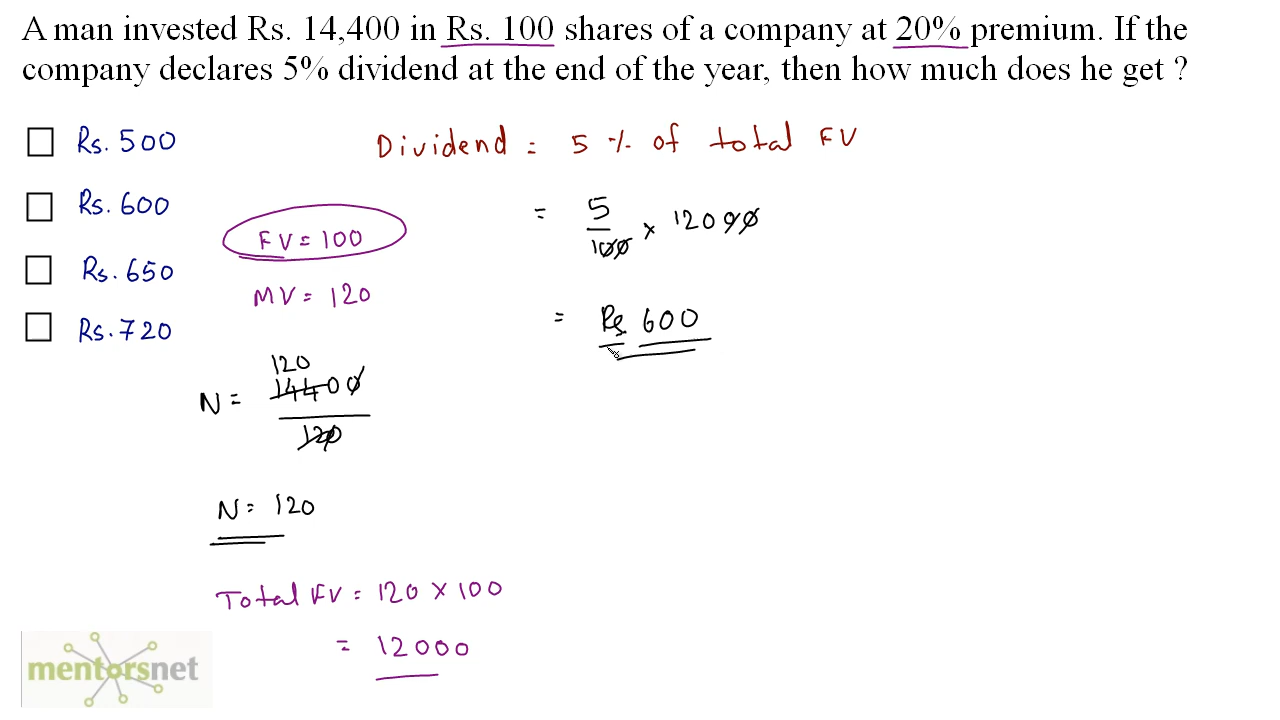 A man invested Rs. 14,400 in Rs. 100 shares of a company at 20% premium. If the
company declares 5% dividend at the end of the year, then how much does he get ?
Rs. 500
Rs. 600
Rs. 650
Rs. 720
FV = 100
MV = 120
120
N = 14400
120
N = 120
Total FV = 120 × 100
= 12000
Dividend = 5 % of total FV
= 5
100 × 12000
= Rs 600
mentorsnet